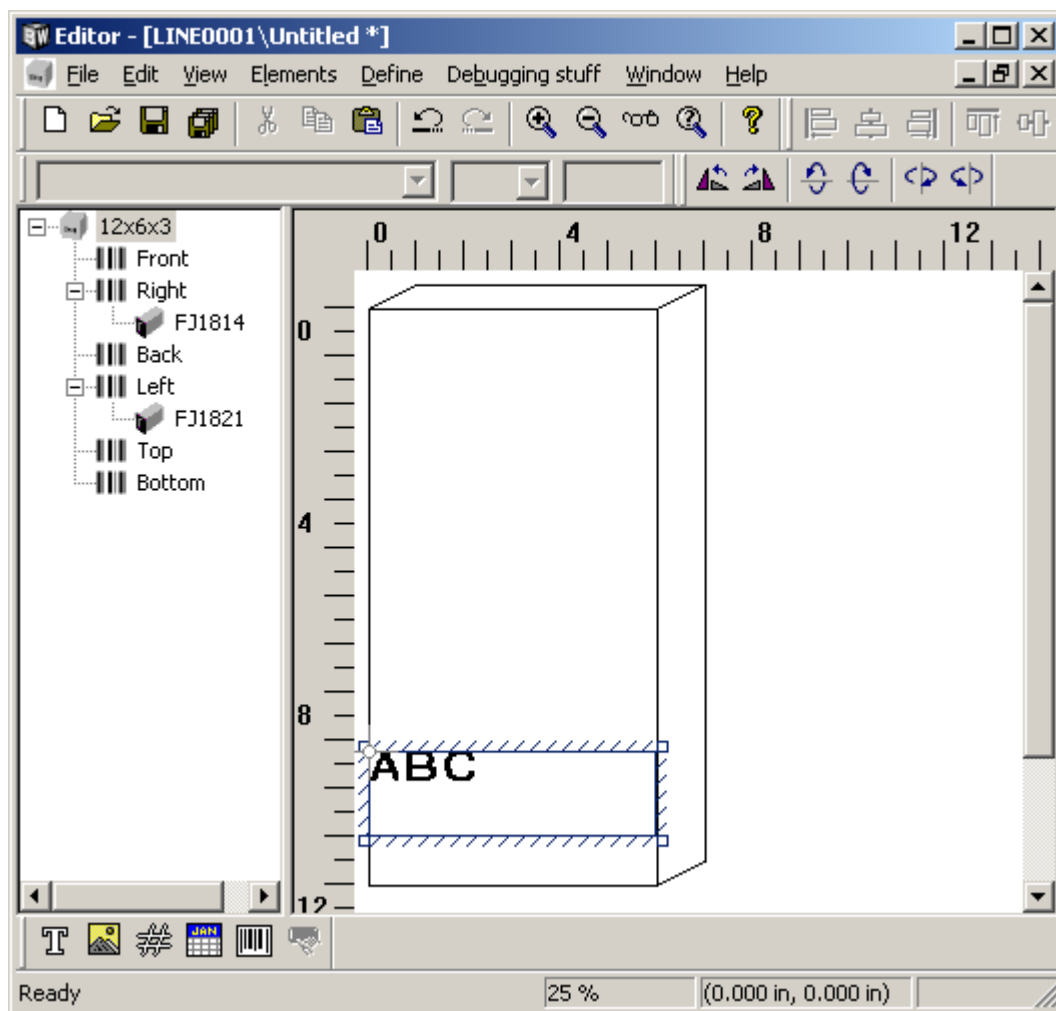 BW Editor - [LINE0001\Untitled *]
File Edit View Elements Define Debugging stuff Window Help
12x6x3
Front
Right
FJ1814
Back
Left
FJ1821
Top
Bottom
0 4 8 12
0
4
8
12
ABC
T JAN
Ready 25 % (0.000 in, 0.000 in)